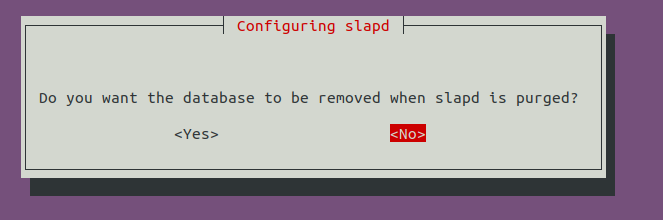 Configuring slapd
Do you want the database to be removed when slapd is purged?
<Yes> <No>